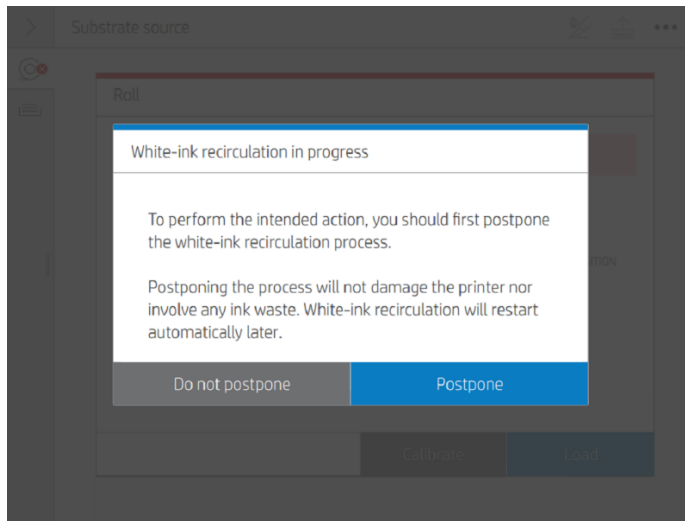 Substrate source
Roll
White-ink recirculation in progress
To perform the intended action, you should first postpone
the white-ink recirculation process.
Postponing the process will not damage the printer nor
involve any ink waste. White-ink recirculation will restart
automatically later.
Do not postpone
Postpone
Calibrate
Load